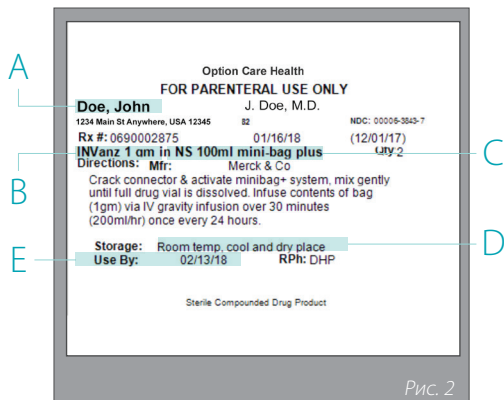 Option Care Health
FOR PARENTERAL USE ONLY
A
Doe, John J. Doe, M.D.
1234 Main St Anywhere, USA 12345 82 NDC: 00006-3843-7
Rx #: 0690002875 01/16/18 (12/01/17)
B INVanz 1 gm in NS 100ml mini-bag plus Qty:2 C
Directions: Mfr: Merck & Co
Crack connector & activate minibag+ system, mix gently
until full drug vial is dissolved. Infuse contents of bag
(1gm) via IV gravity infusion over 30 minutes
(200ml/hr) once every 24 hours.
Storage: Room temp, cool and dry place D
E Use By: 02/13/18 RPh: DHP
Sterile Compounded Drug Product
Рис. 2